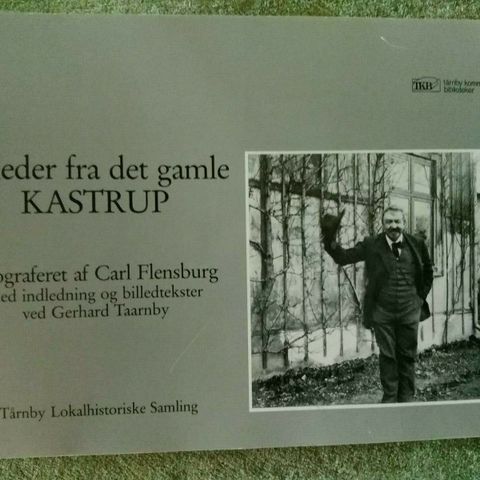 TKB tårnby komm
biblioteker
eder fra det gamle
KASTRUP
ograferet af Carl Flensburg
ed indledning og billedtekster
ved Gerhard Taarnby
Tårnby Lokalhistoriske Samling